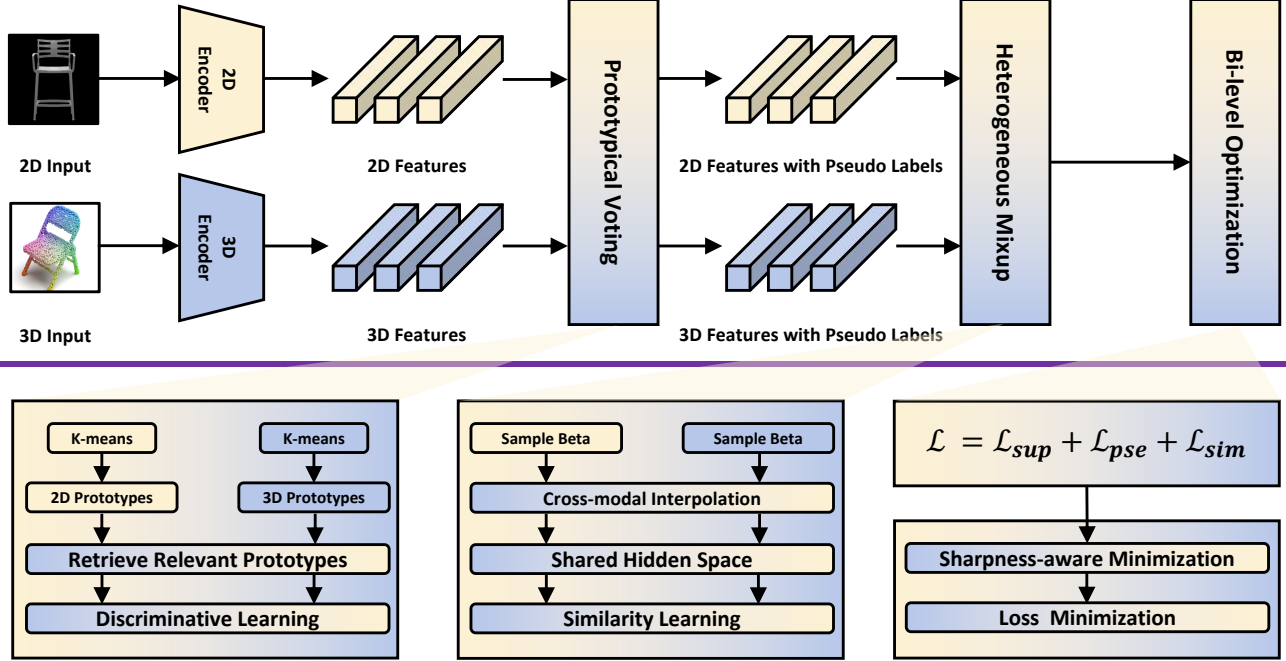 2D Encoder
2D Input
2D Features
Prototypical Voting
2D Features with Pseudo Labels
Heterogeneous Mixup
Bi-level Optimization
3D Encoder
3D Input
3D Features
3D Features with Pseudo Labels
K-means
K-means
2D Prototypes
3D Prototypes
Retrieve Relevant Prototypes
Discriminative Learning
Sample Beta
Sample Beta
Cross-modal Interpolation
Shared Hidden Space
Similarity Learning
ℒ = ℒsup + ℒpse + ℒsim
Sharpness-aware Minimization
Loss Minimization